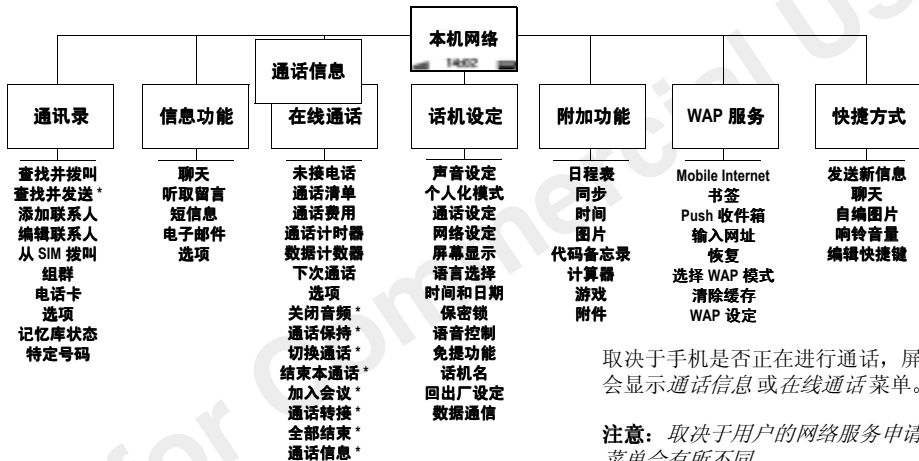 本机网络
14:02
通话信息
通讯录
信息功能
在线通话
话机设定
附加功能
WAP 服务
快捷方式
查找并拨叫
查找并发送 *
添加联系人
编辑联系人
从 SIM 拨叫
组群
电话卡
选项
记忆库状态
特定号码
聊天
听取留言
短信息
电子邮件
选项
未接电话
通话清单
通话费用
通话计时器
数据计数器
下次通话
选项
关闭音频 *
通话保持 *
切换通话 *
结束本通话 *
加入会议 *
通话转接 *
全部结束 *
通话信息 *
声音设定
个人化模式
通话设定
网络设定
屏幕显示
语言选择
时间和日期
保密锁
语音控制
免提功能
话机名
回出厂设定
数据通信
日程表
同步
时间
图片
代码备忘录
计算器
游戏
附件
Mobile Internet
书签
Push 收件箱
输入网址
恢复
选择 WAP 模式
清除缓存
WAP 设定
发送新信息
聊天
自编图片
响铃音量
编辑快捷键
取决于手机是否正在进行通话，屏
会显示通话信息或在线通话菜单。
注意：取决于用户的网络服务申请
菜单会有所不同
for Commercial Us